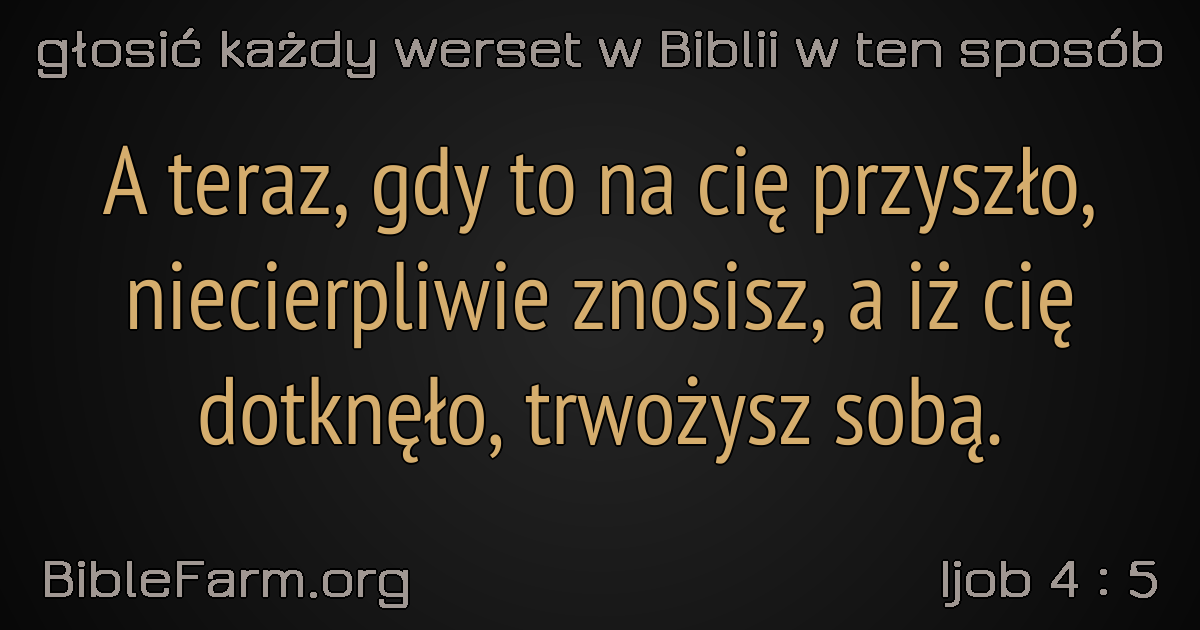 głosić każdy werset w Biblii w ten sposób
A teraz, gdy to na cię przyszło,
niecierpliwie znosisz, a iż cię
dotknęło, trwożysz sobą.
BibleFarm.org
Ijob 4 : 5